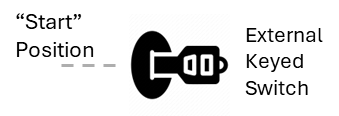 “Start”
Position
External
Keyed
Switch